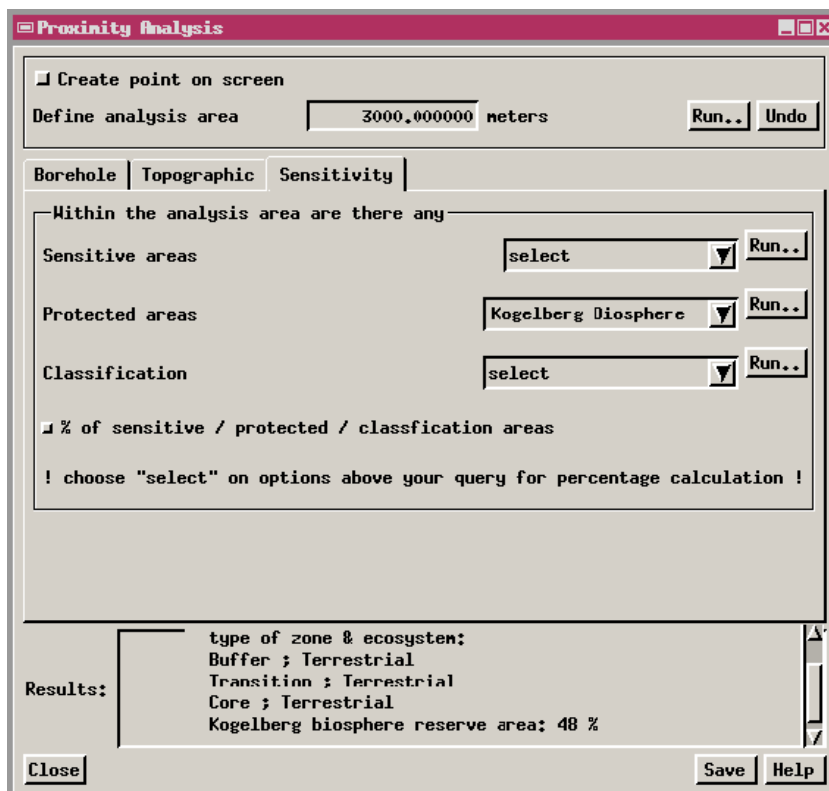 Proximity Analysis
Create point on screen
Define analysis area 3000.000000 meters Run.. Undo
Borehole Topographic Sensitivity
Within the analysis area are there any
Sensitive areas select Run..
Protected areas Kogelberg Biosphere Run..
Classification select Run..
% of sensitive / protected / classfication areas
! choose "select" on options above your query for percentage calculation !
type of zone & ecosystem:
Buffer ; Terrestrial
Transition ; Terrestrial
Results:
Core ; Terrestrial
Kogelberg biosphere reserve area: 48 %
Close Save Help